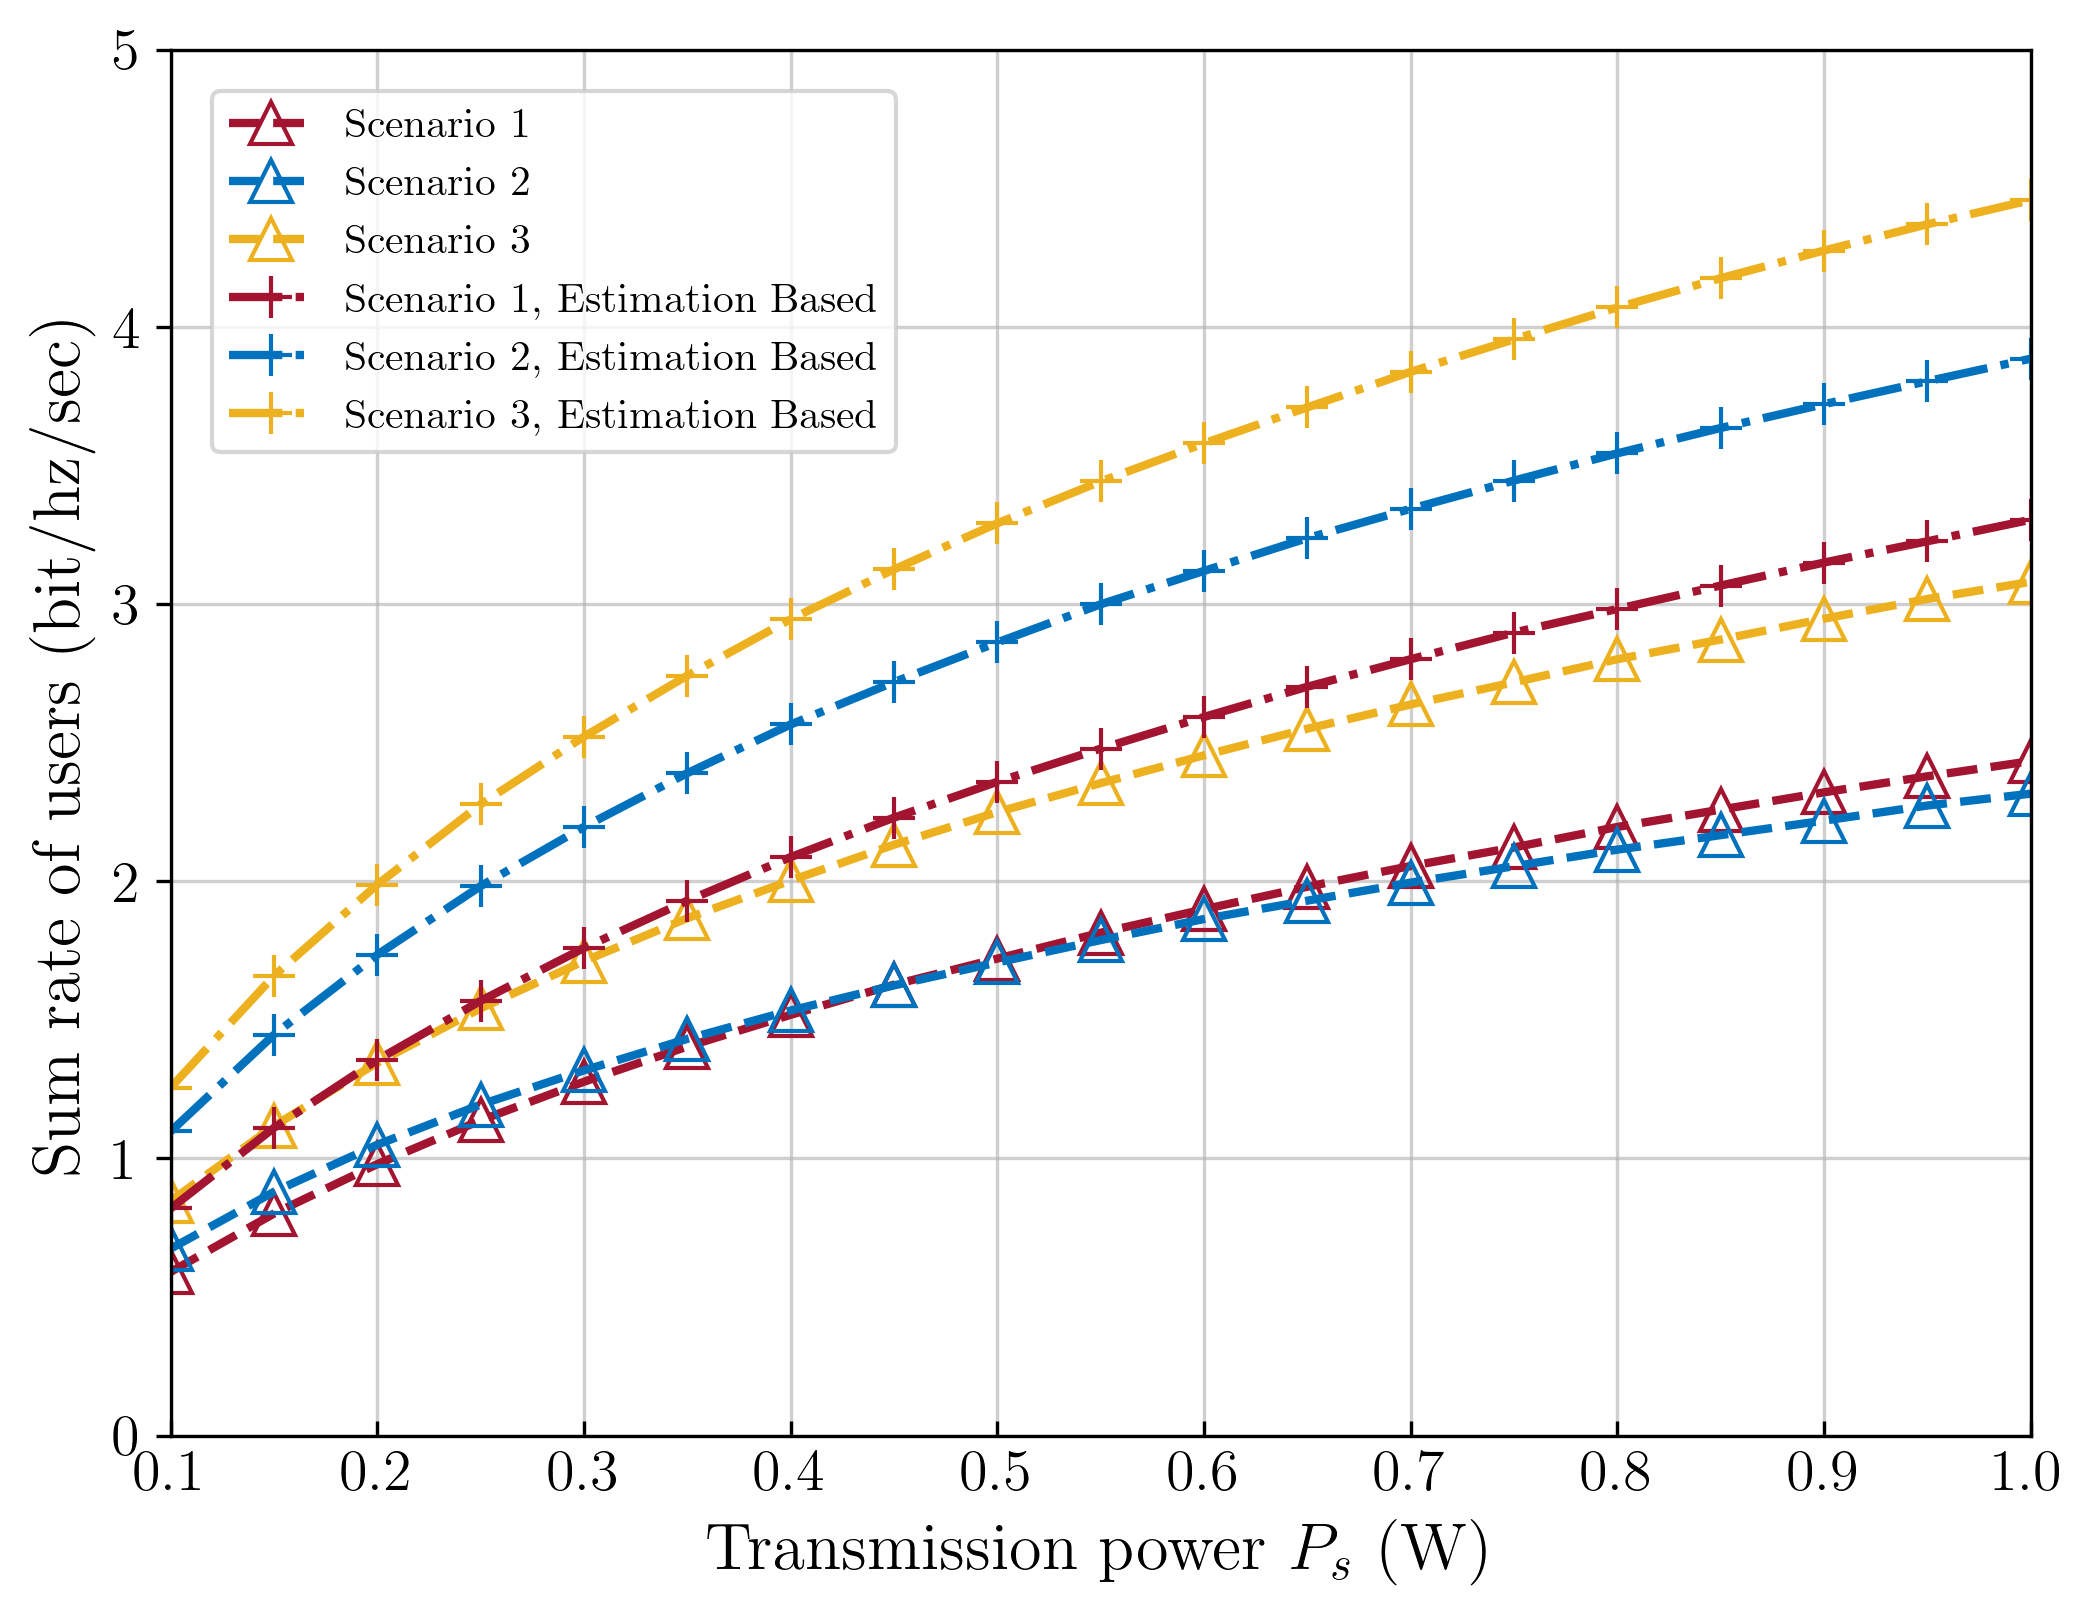 5
4
3
2
1
0
Sum rate of users (bit/hz/sec)
Scenario 1
Scenario 2
Scenario 3
Scenario 1, Estimation Based
Scenario 2, Estimation Based
Scenario 3, Estimation Based
0.1 0.2 0.3 0.4 0.5 0.6 0.7 0.8 0.9 1.0
Transmission power P_s (W)